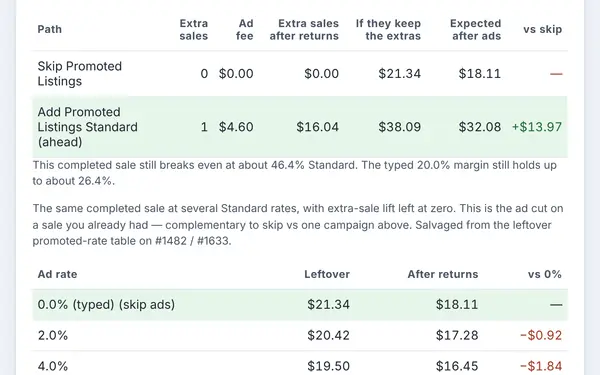 Path Extra sales Ad fee Extra sales after returns If they keep the extras Expected after ads vs skip
Skip Promoted Listings 0 $0.00 $0.00 $21.34 $18.11 —
Add Promoted Listings Standard (ahead) 1 $4.60 $16.04 $38.09 $32.08 +$13.97
This completed sale still breaks even at about 46.4% Standard. The typed 20.0% margin still holds up
to about 26.4%.
The same completed sale at several Standard rates, with extra-sale lift left at zero. This is the ad cut on
a sale you already had — complementary to skip vs one campaign above. Salvaged from the leftover
promoted-rate table on #1482 / #1633.
Ad rate Leftover After returns vs 0%
0.0% (typed) (skip ads) $21.34 $18.11 —
2.0% $20.42 $17.28 −$0.92
4.0% $19.50 $16.45 −$1.84